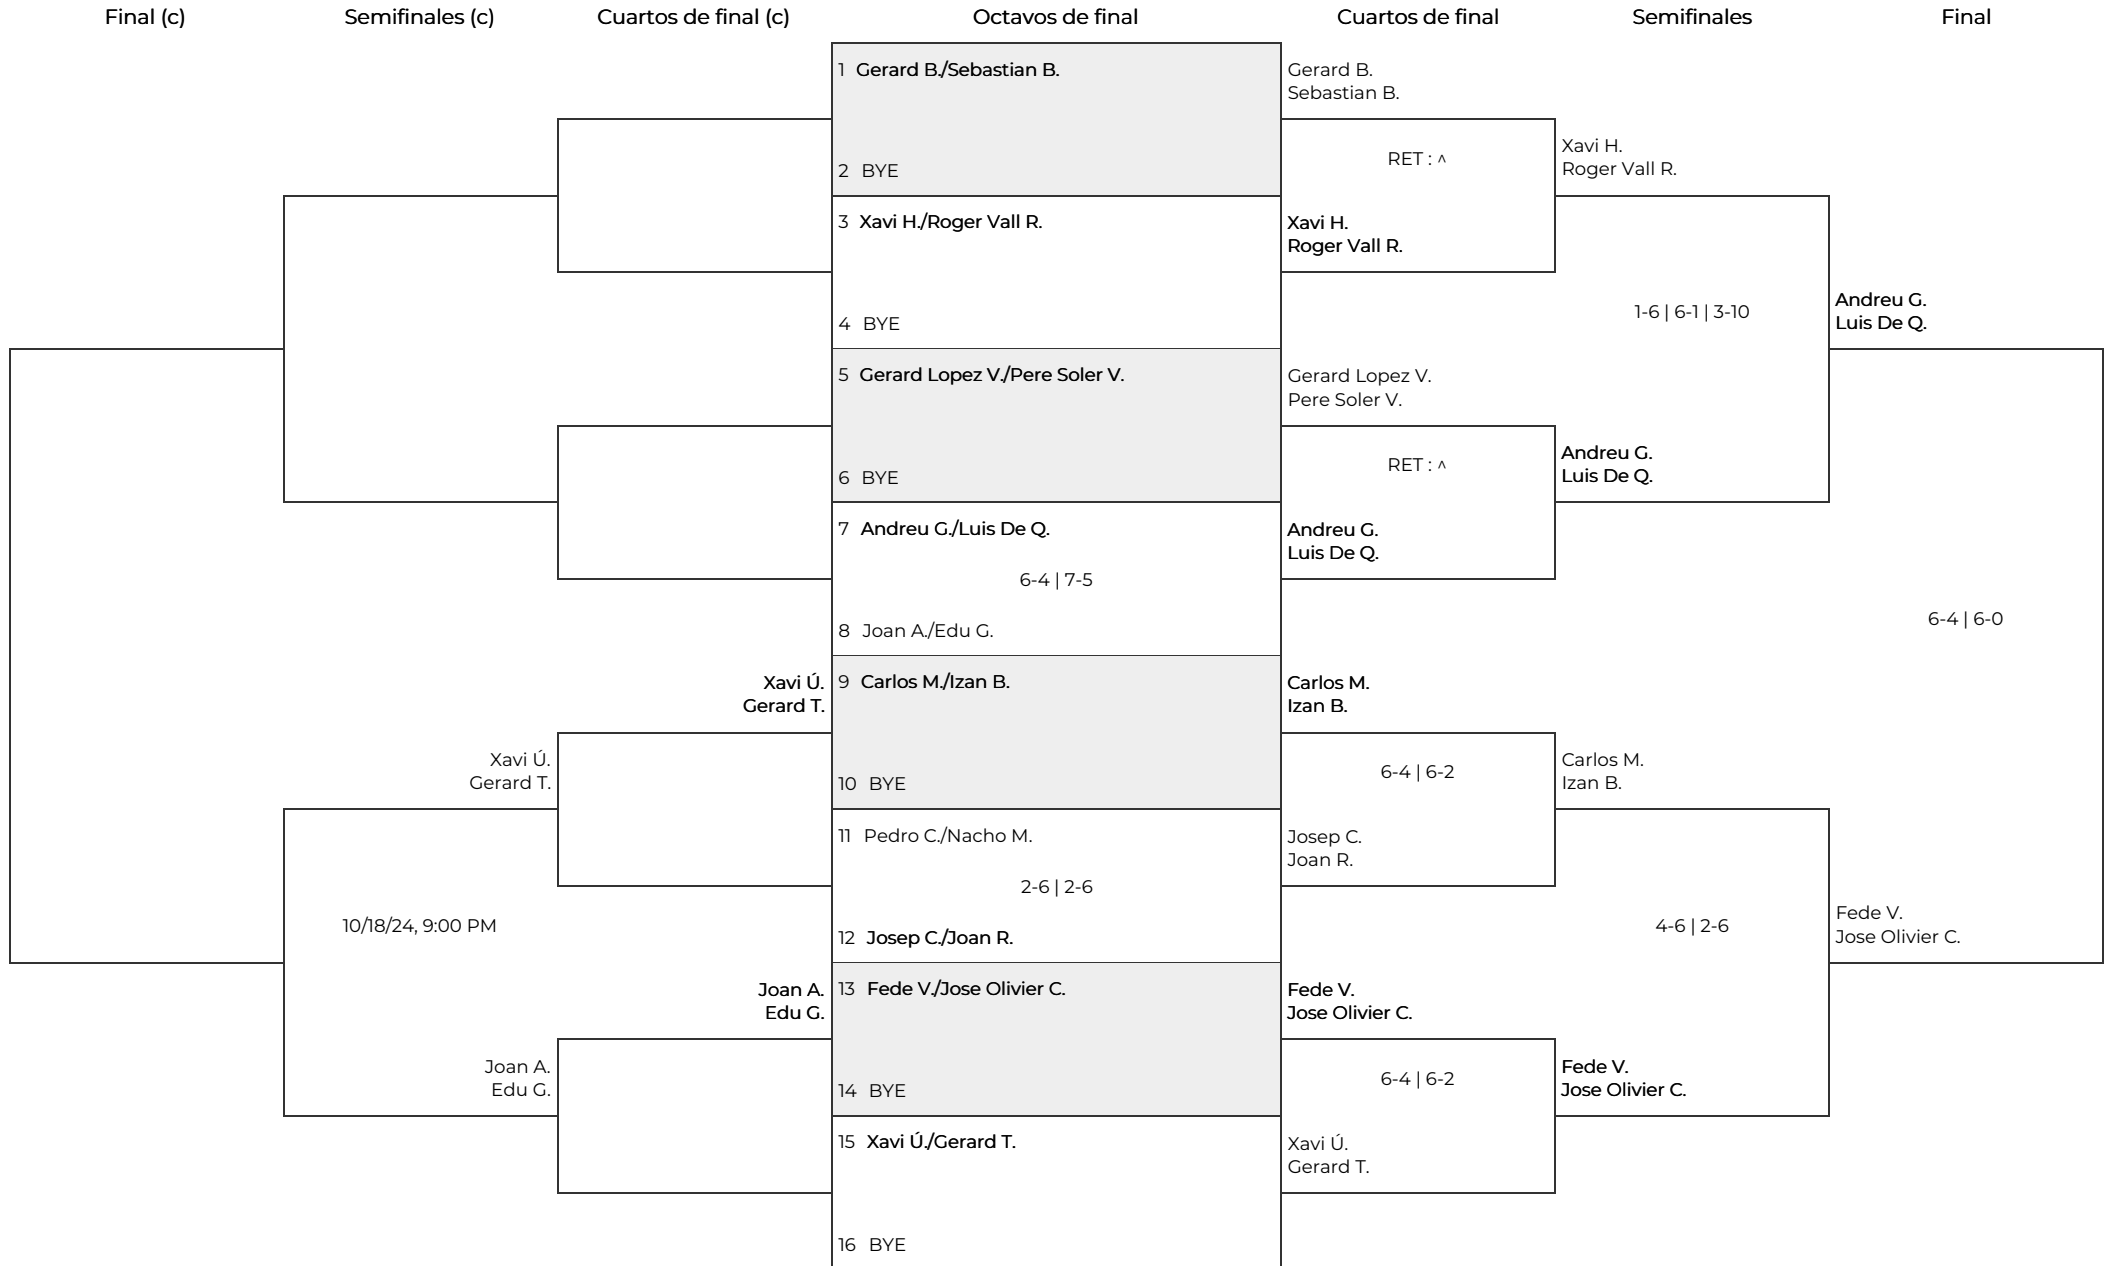 Final (c)
Semifinales (c)
Cuartos de final (c)
Octavos de final
Cuartos de final
Semifinales
Final
Xavi Ú.
Gerard T.
10/18/24, 9:00 PM
Joan A.
Edu G.
Xavi Ú.
Gerard T.
Joan A.
Edu G.
1 Gerard B./Sebastian B.
2 BYE
3 Xavi H./Roger Vall R.
4 BYE
5 Gerard Lopez V./Pere Soler V.
6 BYE
7 Andreu G./Luis De Q.
6-4 | 7-5
8 Joan A./Edu G.
9 Carlos M./Izan B.
10 BYE
11 Pedro C./Nacho M.
2-6 | 2-6
12 Josep C./Joan R.
13 Fede V./Jose Olivier C.
14 BYE
15 Xavi Ú./Gerard T.
16 BYE
Gerard B.
Sebastian B.
RET : ^
Xavi H.
Roger Vall R.
Gerard Lopez V.
Pere Soler V.
RET : ^
Andreu G.
Luis De Q.
Carlos M.
Izan B.
6-4 | 6-2
Josep C.
Joan R.
Fede V.
Jose Olivier C.
6-4 | 6-2
Xavi Ú.
Gerard T.
Xavi H.
Roger Vall R.
1-6 | 6-1 | 3-10
Andreu G.
Luis De Q.
Carlos M.
Izan B.
4-6 | 2-6
Fede V.
Jose Olivier C.
Andreu G.
Luis De Q.
6-4 | 6-0
Fede V.
Jose Olivier C.